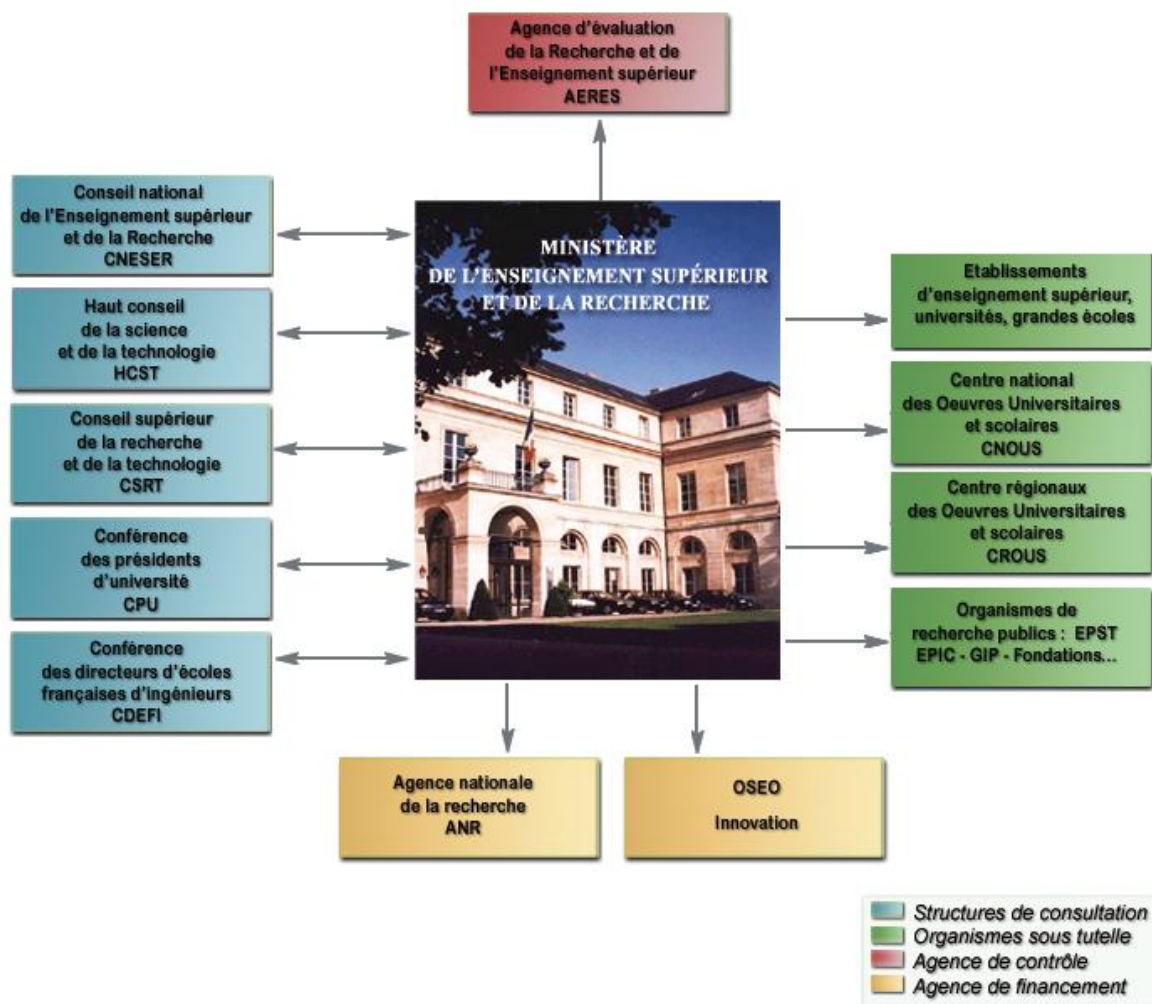 Agence d'évaluation
de la Recherche et de
l'Enseignement supérieur
AERES
Conseil national
de l'Enseignement supérieur
et de la Recherche
CNESER
Haut conseil
de la science
et de la technologie
HCST
Conseil supérieur
de la recherche
et de la technologie
CSRT
Conférence
des présidents
d'université
CPU
Conférence
des directeurs d'écoles
françaises d'ingénieurs
CDEFI
MINISTÈRE
DE L'ENSEIGNEMENT SUPÉRIEUR
ET DE LA RECHERCHE
Etablissements
d'enseignement supérieur,
universités, grandes écoles
Centre national
des Oeuvres Universitaires
et scolaires
CNOUS
Centre régionaux
des Oeuvres Universitaires
et scolaires
CROUS
Organismes de
recherche publics : EPST
EPIC - GIP - Fondations...
Agence nationale
de la recherche
ANR
OSEO
Innovation
Structures de consultation
Organismes sous tutelle
Agence de contrôle
Agence de financement